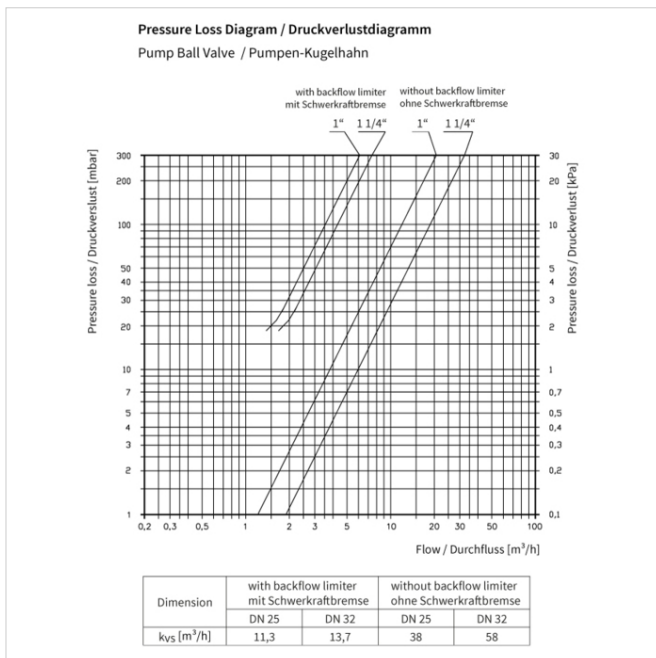 Pressure Loss Diagram / Druckverlustdiagramm
Pump Ball Valve / Pumpen-Kugelhahn
with backflow limiter without backflow limiter
mit Schwerkraftbremse ohne Schwerkraftbremse
1“ 1 1/4“ 1“ 1 1/4“
Pressure loss / Druckverslust [mbar]
300
200
100
50
40
30
20
10
7
5
4
3
2
1
30
20
10
5
4
3
2
1
0,7
0,5
0,4
0,3
0,2
0,1
Pressure loss / Druckverlust [kPa]
0,2 0,3 0,5 1 2 3 5 10 20 30 50 100
Flow / Durchfluss [m³/h]
Dimension
with backflow limiter without backflow limiter
mit Schwerkraftbremse ohne Schwerkraftbremse
DN 25 DN 32 DN 25 DN 32
kvs [m³/h] 11,3 13,7 38 58